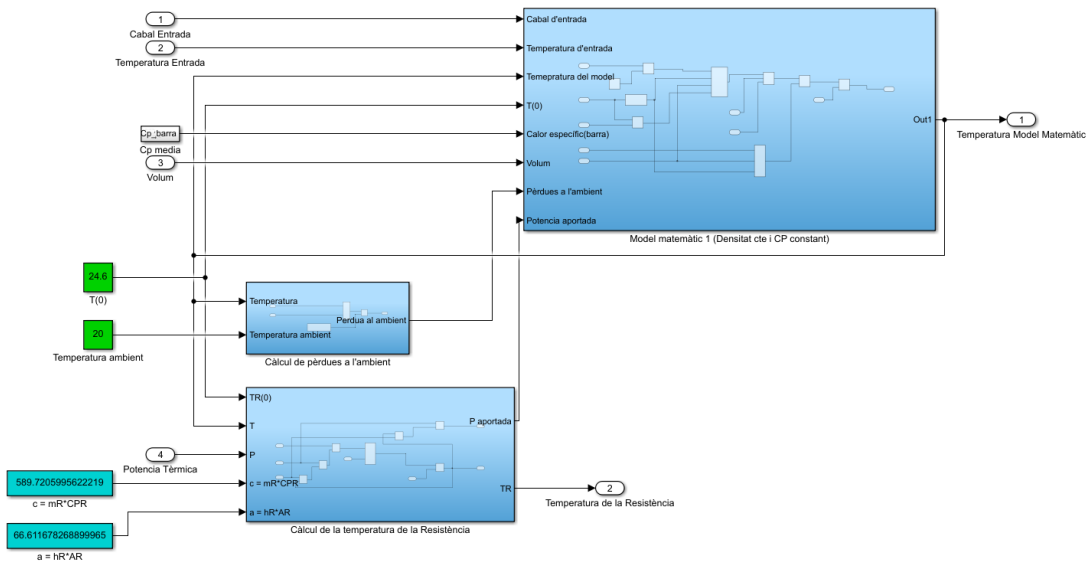 1
Cabal Entrada
2
Temperatura Entrada
Cp_barra
Cp media
3
Volum
Cabal d'entrada
Temperatura d'entrada
Temepratura del model
T(0)
Calor específic(barra)
Volum
Pèrdues a l'ambient
Potencia aportada
Out1
Model matemàtic 1 (Densitat cte i CP constant)
1
Temperatura Model Matemàtic
24.6
T(0)
20
Temperatura ambient
Temperatura
Temperatura ambient
Perdua al ambient
Càlcul de pèrdues a l'ambient
TR(0)
T
P
c = mR*CPR
a = hR*AR
P aportada
TR
Càlcul de la temperatura de la Resistència
4
Potencia Tèrmica
589.7205995622219
c = mR*CPR
66.611678268899965
a = hR*AR
2
Temperatura de la Resistència